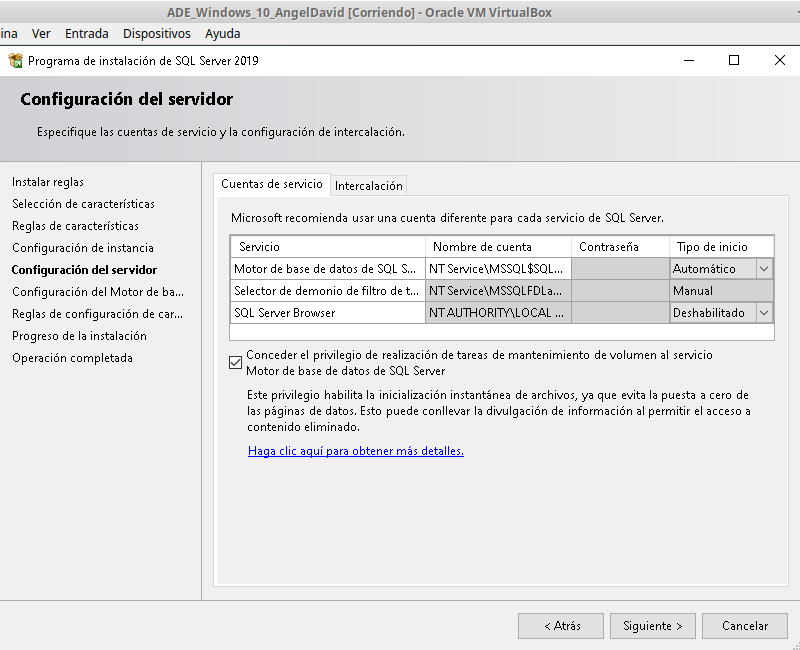 ADE_Windows_10_AngelDavid [Corriendo] - Oracle VM VirtualBox
ina Ver Entrada Dispositivos Ayuda
Programa de instalación de SQL Server 2019
Configuración del servidor
Especifique las cuentas de servicio y la configuración de intercalación.
Instalar reglas
Selección de características
Reglas de características
Configuración de instancia
Configuración del servidor
Configuración del Motor de ba...
Reglas de configuración de car...
Progreso de la instalación
Operación completada
Cuentas de servicio Intercalación
Microsoft recomienda usar una cuenta diferente para cada servicio de SQL Server.
Servicio Nombre de cuenta Contraseña Tipo de inicio
Motor de base de datos de SQL S... NT Service\MSSQL$SQL... Automático
Selector de demonio de filtro de t... NT Service\MSSQLFDLa... Manual
SQL Server Browser NT AUTHORITY\LOCAL ... Deshabilitado
Conceder el privilegio de realización de tareas de mantenimiento de volumen al servicio
Motor de base de datos de SQL Server
Este privilegio habilita la inicialización instantánea de archivos, ya que evita la puesta a cero de
las páginas de datos. Esto puede conllevar la divulgación de información al permitir el acceso a
contenido eliminado.
Haga clic aquí para obtener más detalles.
< Atrás Siguiente > Cancelar